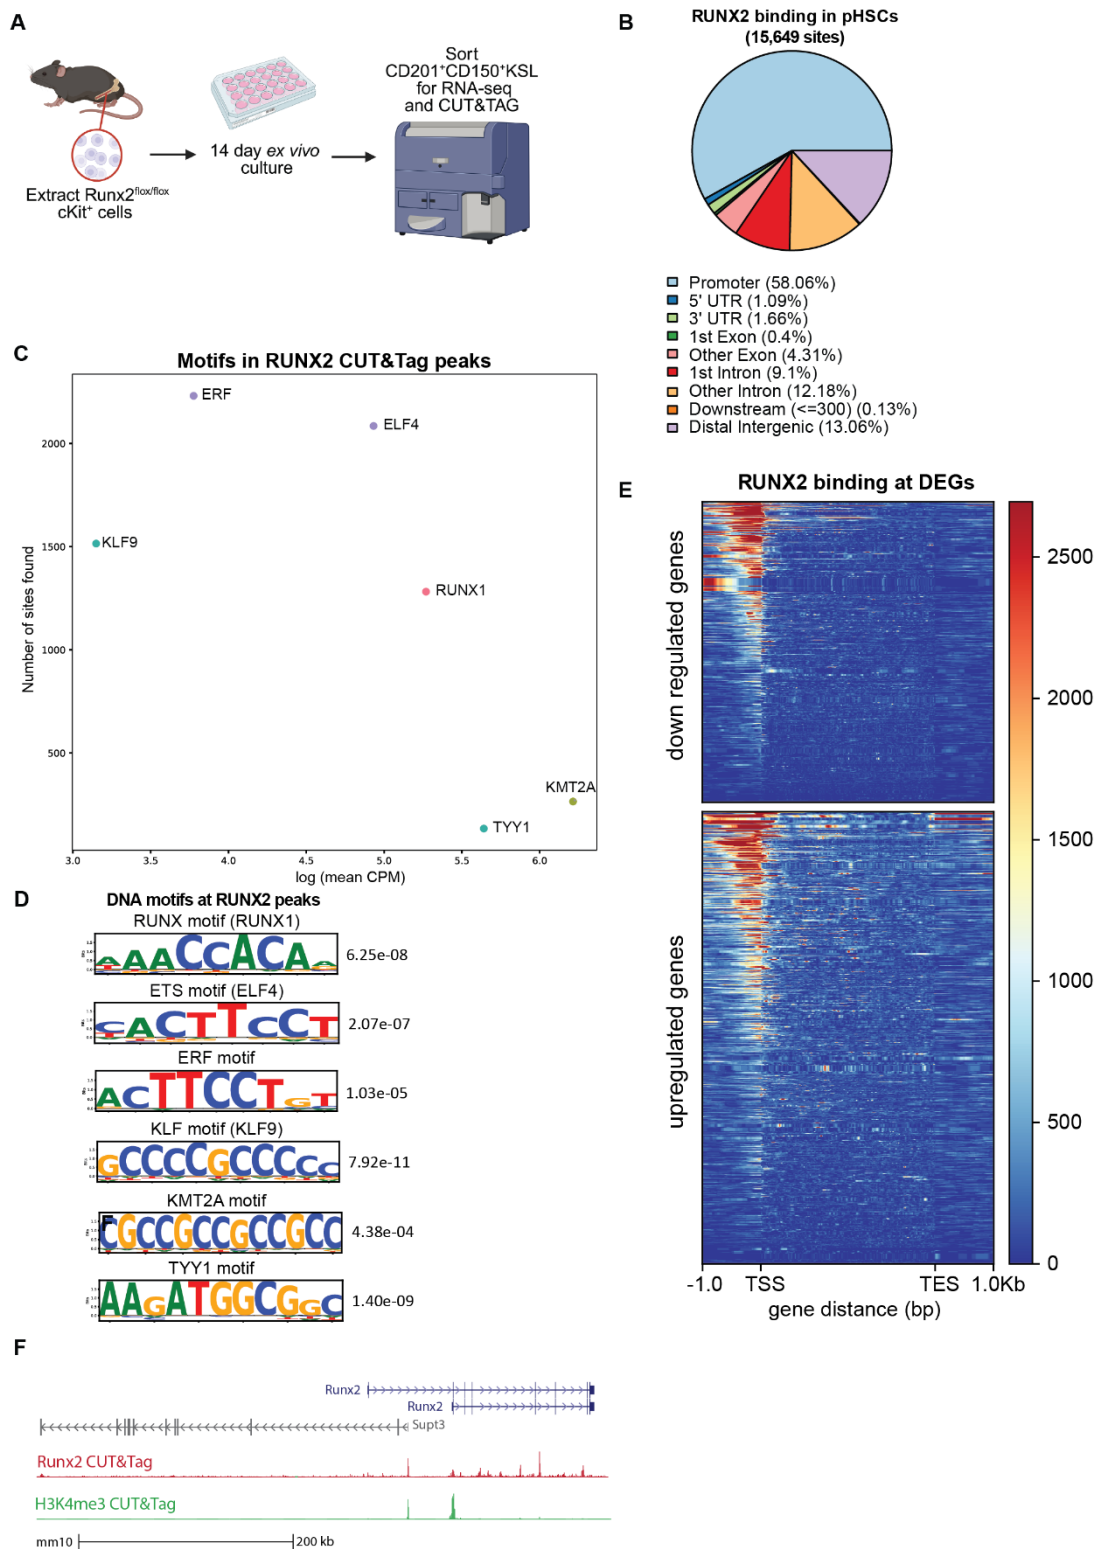 A
Extract Runx2flox/flox
cKit+ cells
14 day ex vivo
culture
Sort
CD201+CD150+KSL
for RNA-seq
and CUT&TAG
B
RUNX2 binding in pHSCs
(15,649 sites)
Promoter (58.06%)
5' UTR (1.09%)
3' UTR (1.66%)
1st Exon (0.4%)
Other Exon (4.31%)
1st Intron (9.1%)
Other Intron (12.18%)
Downstream (<=300) (0.13%)
Distal Intergenic (13.06%)
C
Motifs in RUNX2 CUT&Tag peaks
Number of sites found
2000
1500
1000
500
ERF
ELF4
KLF9
RUNX1
KMT2A
TYY1
3.0
3.5
4.0
4.5
5.0
5.5
6.0
log (mean CPM)
D
DNA motifs at RUNX2 peaks
RUNX motif (RUNX1)
AAACCACAA
6.25e-08
ETS motif (ELF4)
CACTTCCT
2.07e-07
ERF motif
ACTTCCTGT
1.03e-05
KLF motif (KLF9)
GCCCCGCCCCC
7.92e-11
KMT2A motif
CGCCGCCGCCGCC
4.38e-04
TYY1 motif
AAGATGGCGGC
1.40e-09
E
RUNX2 binding at DEGs
down regulated genes
upregulated genes
2500
2000
1500
1000
500
0
-1.0
TSS
TES
1.0Kb
gene distance (bp)
F
Runx2
Runx2
Supt3
Runx2 CUT&Tag
H3K4me3 CUT&Tag
mm10
200 kb